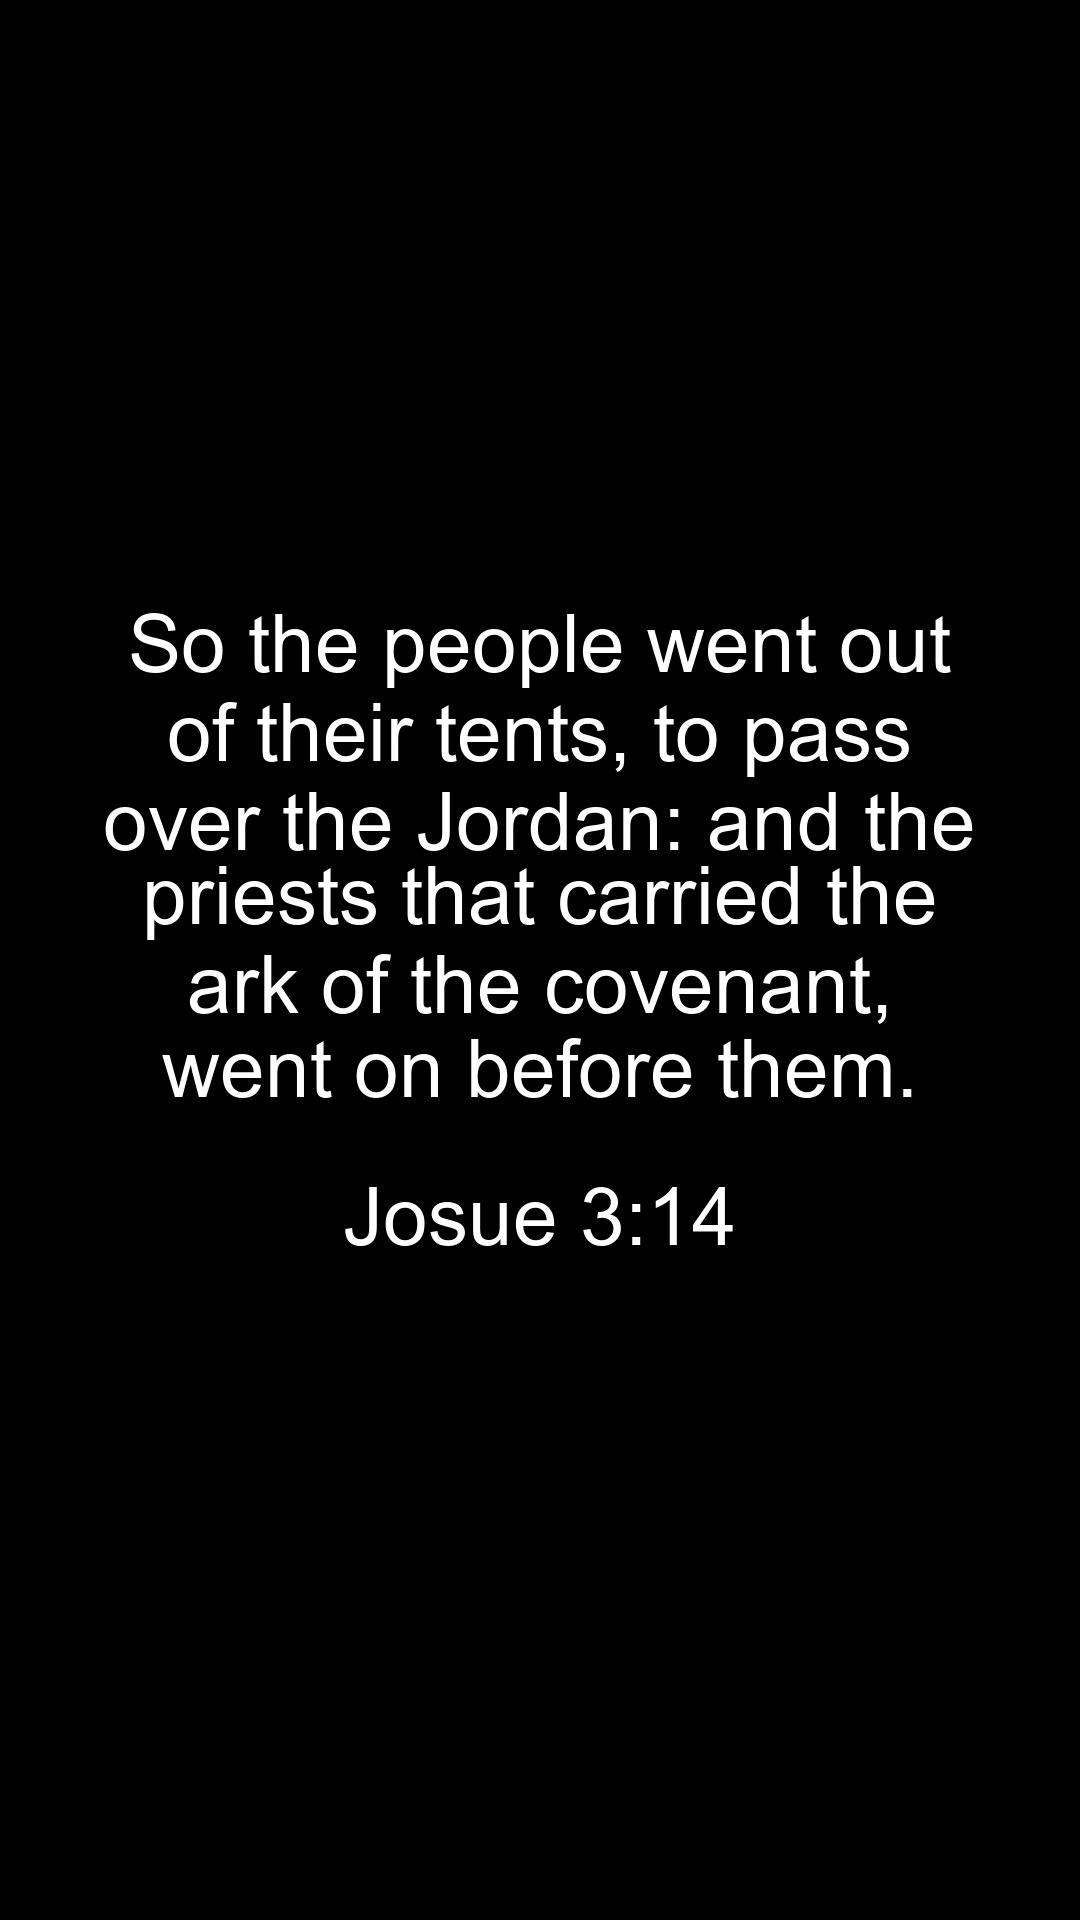 So the people went out
of their tents, to pass
over the Jordan: and the
priests that carried the
ark of the covenant,
went on before them.
Josue 3:14